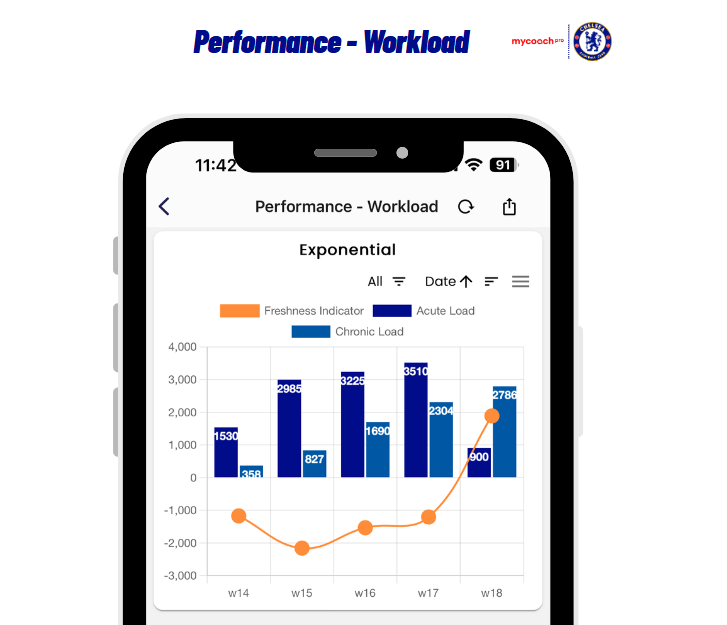 Performance - Workload
mycoach pro
CHELSEA
FOOTBALL CLUB
11:42
91
Performance - Workload
Exponential
All
Date
Freshness Indicator
Acute Load
Chronic Load
4,000
3,000
2,000
1,000
0
-1,000
-2,000
-3,000
1530
358
2985
827
3225
1690
3510
2304
900
2786
w14 w15 w16 w17 w18